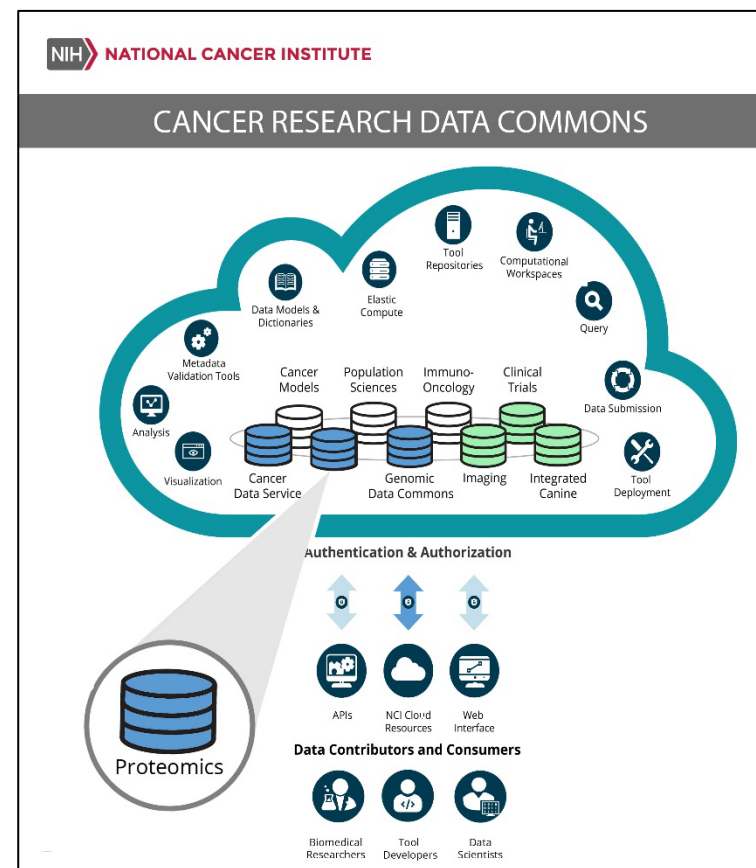 NIH NATIONAL CANCER INSTITUTE
CANCER RESEARCH DATA COMMONS
Tool
Repositories
Computational
Workspaces
Elastic
Compute
Data Models &
Dictionaries
Query
Metadata
Validation Tools
Cancer
Models
Population
Sciences
Immuno-
Oncology
Clinical
Trials
Data Submission
Analysis
Visualization
Cancer
Data Service
Genomic
Data Commons
Imaging
Integrated
Canine
Tool
Deployment
Authentication & Authorization
APIs
NCI Cloud
Resources
Web
Interface
Data Contributors and Consumers
Proteomics
Biomedical
Researchers
Tool
Developers
Data
Scientists